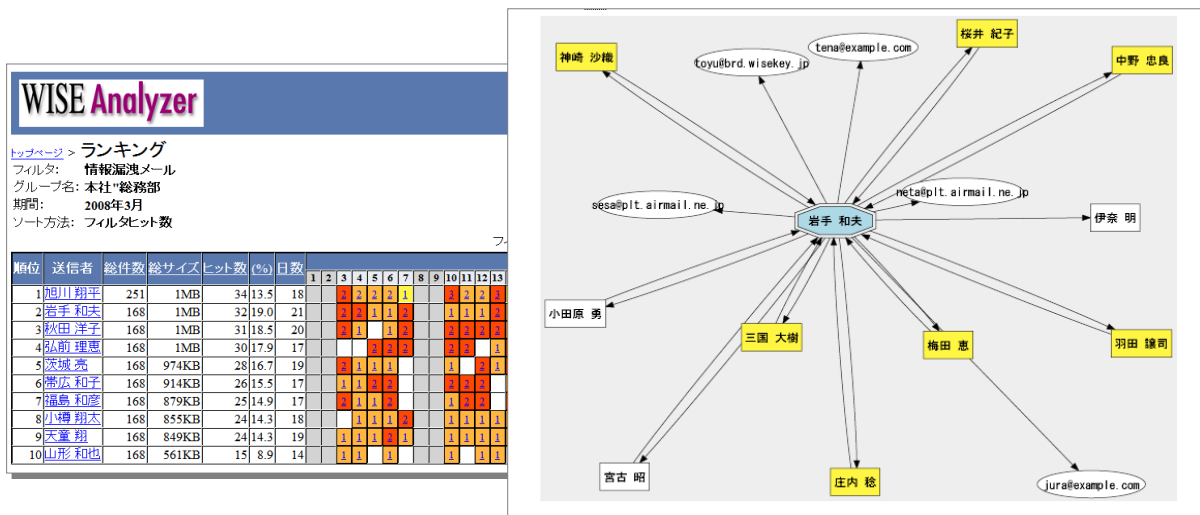 WISE Analyzer
トップページ > ランキング
フィルタ: 情報漏洩メール
グループ名: 本社"総務部
期間: 2008年3月
ソート方法: フィルタヒット数
順位 送信者 総件数 総サイズ ヒット数 (%) 日数 1 2 3 4 5 6 7 8 9 10 11 12 13
1 旭川 翔平 251 1MB 34 13.5 18 2 2 2 2 1 3 2 2 3
2 岩手 和夫 168 1MB 32 19.0 21 2 2 1 1 2 1 1 1 2
3 秋田 洋子 168 1MB 31 18.5 20 2 1 1 2 2 2 2 2
4 弘前 理恵 168 1MB 30 17.9 17 2 2 2 2 2 1
5 茨城 亮 168 974KB 28 16.7 19 2 1 1 1 1 2 1
6 帯広 和子 168 914KB 26 15.5 17 1 1 2 2 2 2 2
7 福島 和彦 168 879KB 25 14.9 17 2 1 1 2 1 2 2
8 小樽 翔太 168 855KB 24 14.3 18 1 1 1 2 1 1 1 1
9 天童 翔 168 849KB 24 14.3 19 1 1 1 2 1 1 1 1 1
10 山形 和也 168 561KB 15 8.9 14 1 1 1 1 1 1
神崎 沙織
toyu@brd.wisekey.jp
tena@example.com
桜井 紀子
中野 忠良
sesa@plt.airmail.ne.jp
neta@plt.airmail.ne.jp
岩手 和夫
伊奈 明
小田原 勇
三国 大樹
梅田 恵
羽田 譲司
宮古 昭
庄内 稔
jura@example.com